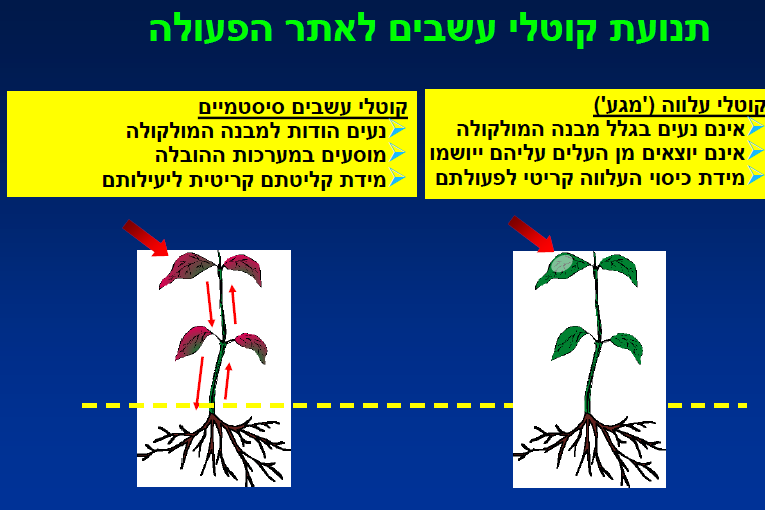 תנועת קוטלי עשבים לאתר הפעולה
קוטלי עלווה ('מגע')
אינם נעים בגלל מבנה המולקולה
אינם יוצאים מן העלים עליהם ייושמו
מידת כיסוי העלווה קריטי לפעולתם
קוטלי עשבים סיסטמיים
נעים הודות למבנה המולקולה
מוסעים במערכות ההובלה
מידת קליטתם קריטית ליעילותם